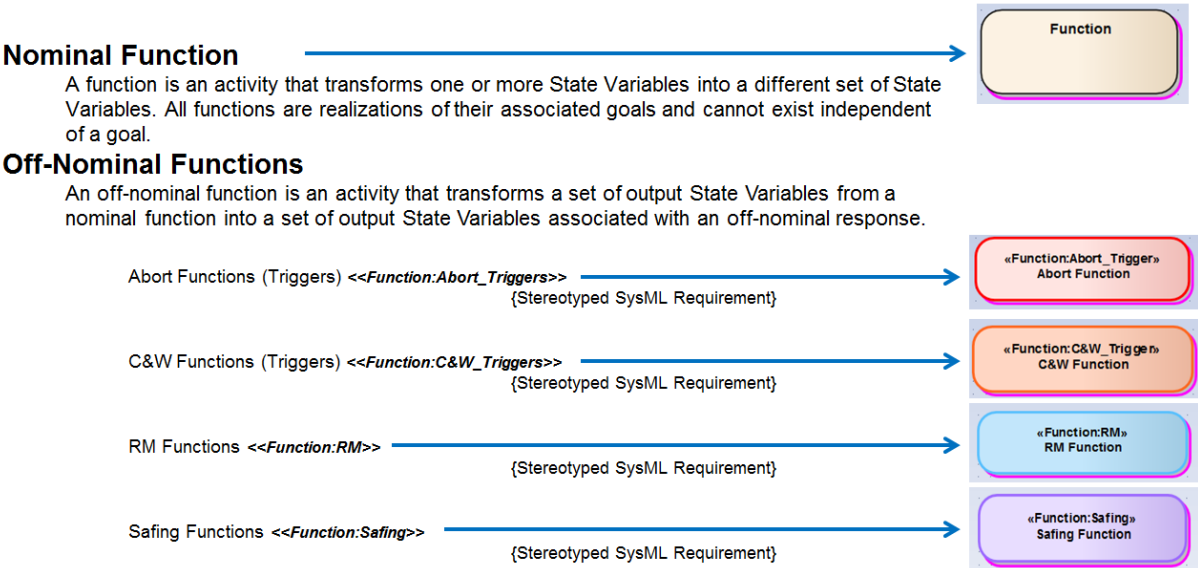 Function
Nominal Function
A function is an activity that transforms one or more State Variables into a different set of State
Variables. All functions are realizations of their associated goals and cannot exist independent
of a goal.
Off-Nominal Functions
An off-nominal function is an activity that transforms a set of output State Variables from a
nominal function into a set of output State Variables associated with an off-nominal response.
Abort Functions (Triggers) <<Function:Abort_Triggers>>
{Stereotyped SysML Requirement}
«Function:Abort_Trigger»
Abort Function
C&W Functions (Triggers) <<Function:C&W_Triggers>>
{Stereotyped SysML Requirement}
«Function:C&W_Trigger»
C&W Function
RM Functions <<Function:RM>>
{Stereotyped SysML Requirement}
«Function:RM»
RM Function
Safing Functions <<Function:Safing>>
{Stereotyped SysML Requirement}
«Function:Safing»
Safing Function